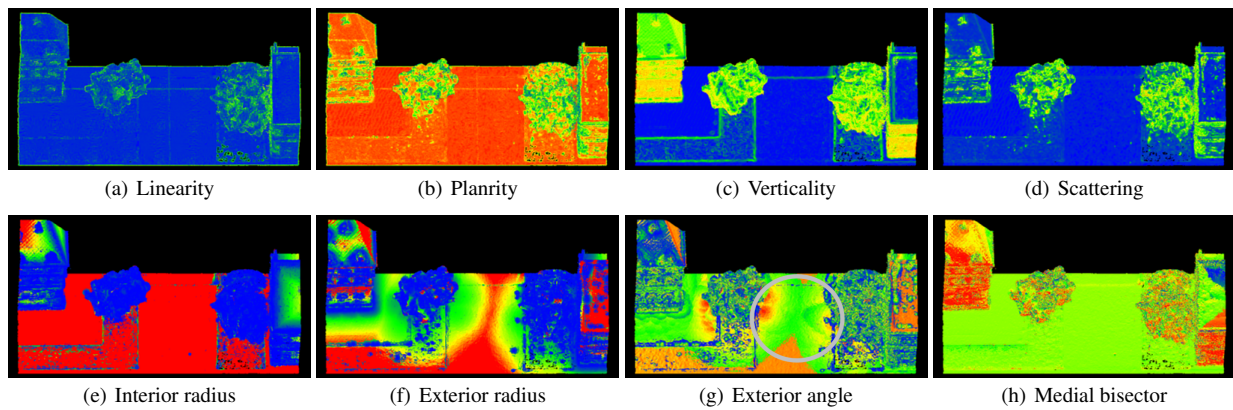 (a) Linearity
(b) Planrity
(c) Verticality
(d) Scattering
(e) Interior radius
(f) Exterior radius
(g) Exterior angle
(h) Medial bisector